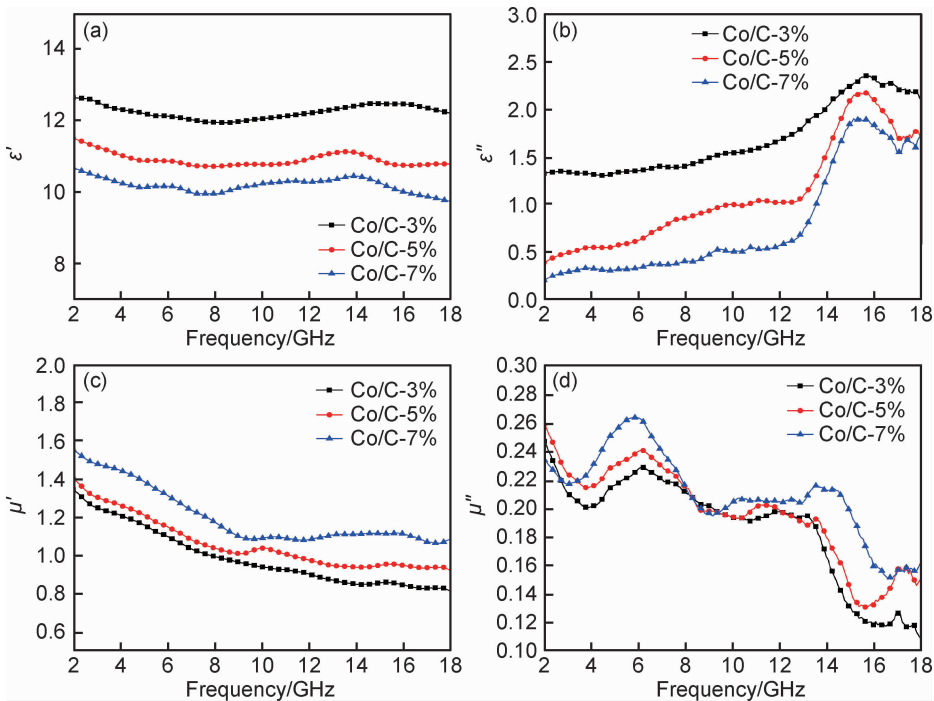 (a)
14
12
10
8
ε′
Co/C-3%
Co/C-5%
Co/C-7%
2 4 6 8 10 12 14 16 18
Frequency/GHz
(b)
3.0
2.5
2.0
1.5
1.0
0.5
0.0
ε″
Co/C-3%
Co/C-5%
Co/C-7%
2 4 6 8 10 12 14 16 18
Frequency/GHz
(c)
2.0
1.8
1.6
1.4
1.2
1.0
0.8
0.6
μ′
Co/C-3%
Co/C-5%
Co/C-7%
2 4 6 8 10 12 14 16 18
Frequency/GHz
(d)
0.30
0.28
0.26
0.24
0.22
0.20
0.18
0.16
0.14
0.12
0.10
μ″
Co/C-3%
Co/C-5%
Co/C-7%
2 4 6 8 10 12 14 16 18
Frequency/GHz